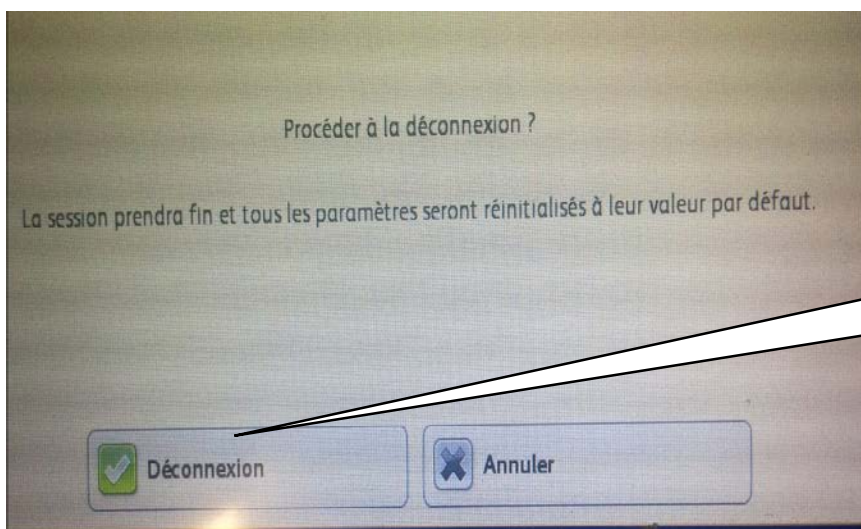 Procéder à la déconnexion ?
La session prendra fin et tous les paramètres seront réinitialisés à leur valeur par défaut.
Déconnexion
Annuler